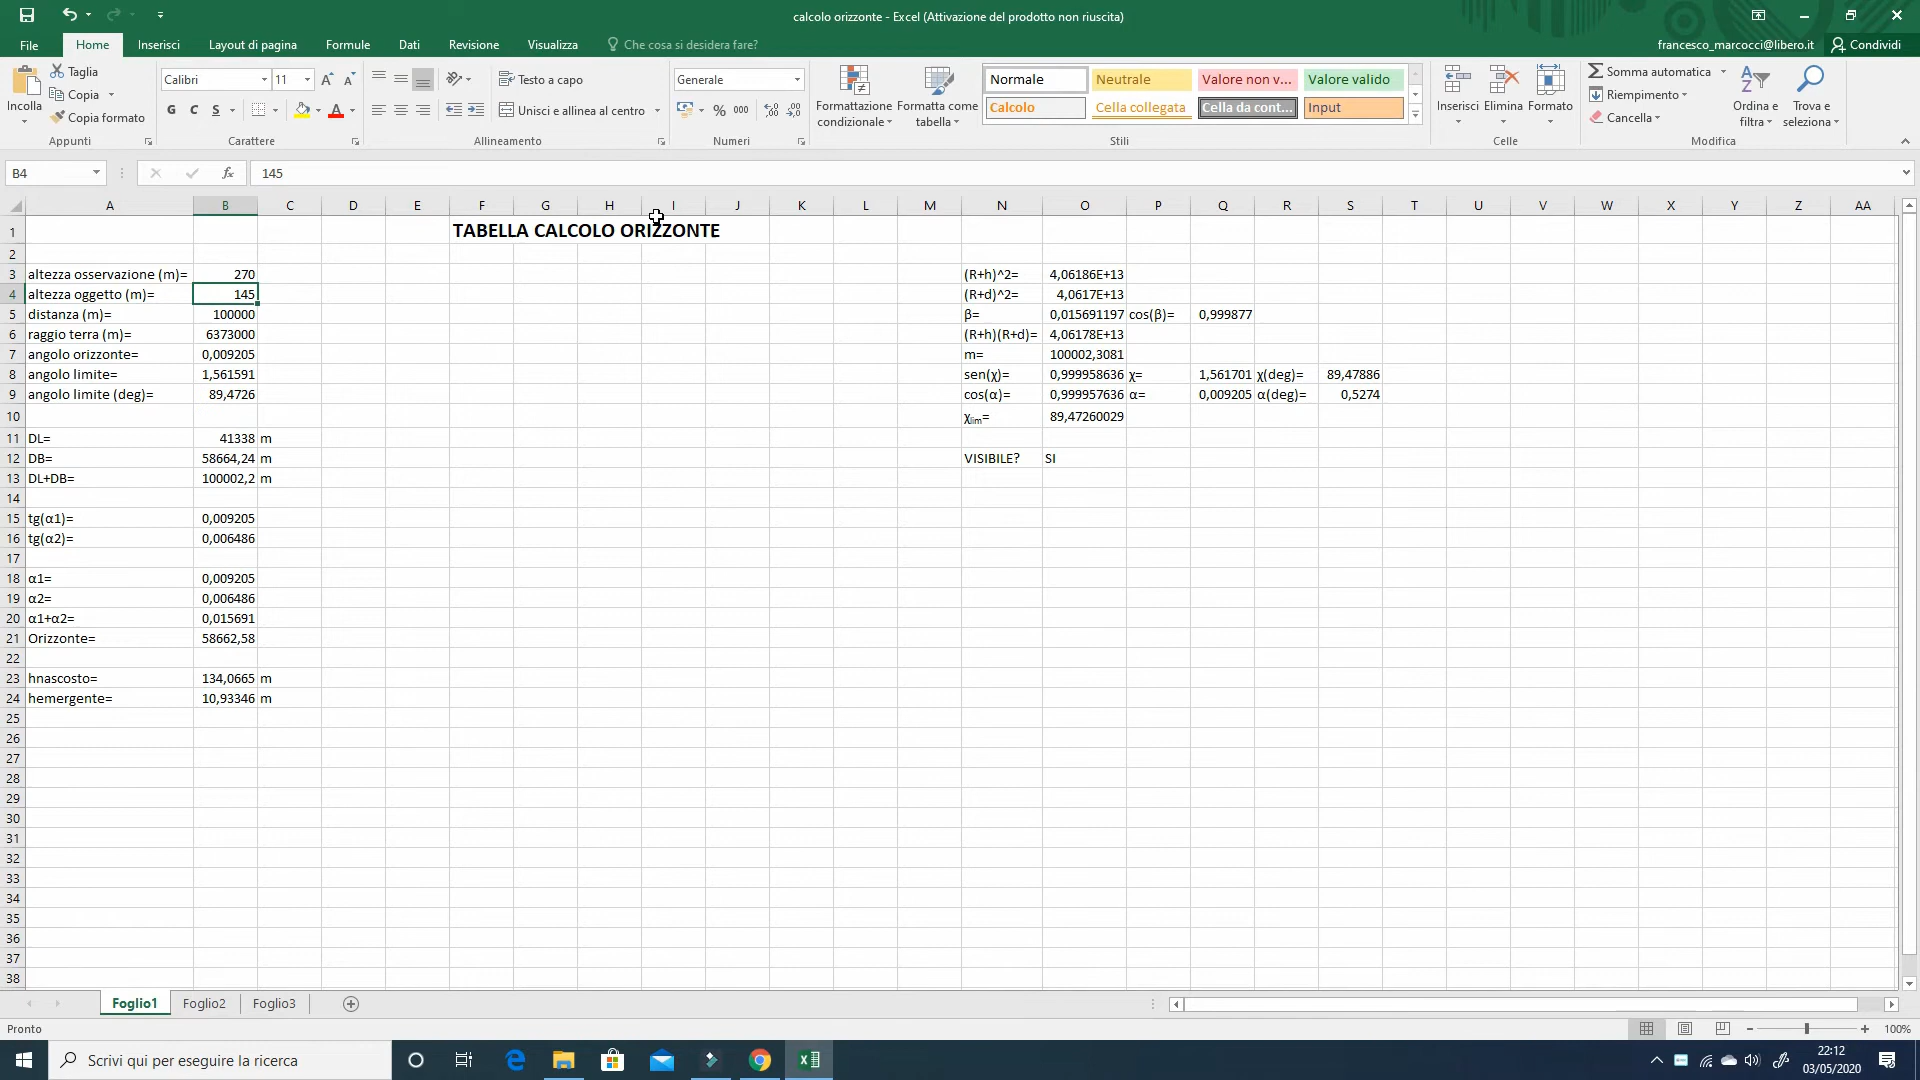 calcolo orizzonte - Excel (Attivazione del prodotto non riuscita)
File Home Inserisci Layout di pagina Formule Dati Revisione Visualizza Che cosa si desidera fare? francesco_marcocci@libero.it Condividi
Incolla Taglia Copia Copia formato Appunti
Calibri 11 G C S A Carattere
Testo a capo Unisci e allinea al centro Allineamento
Generale % 000 Numeri
Formattazione condizionale Formatta come tabella
Normale Neutrale Valore non v... Valore valido
Calcolo Cella collegata Cella da cont... Input
Stili
Inserisci Elimina Formato Celle
Somma automatica Riempimento Cancella Ordina e filtra Trova e seleziona Modifica
B4 fx 145
A B C D E F G H I J K L M N O P Q R S T U V W X Y Z AA
1 TABELLA CALCOLO ORIZZONTE
2
3 altezza osservazione (m)= 270 (R+h)^2= 4,06186E+13
4 altezza oggetto (m)= 145 (R+d)^2= 4,0617E+13
5 distanza (m)= 100000 β= 0,015691197 cos(β)= 0,999877
6 raggio terra (m)= 6373000 (R+h)(R+d)= 4,06178E+13
7 angolo orizzonte= 0,009205 m= 100002,3081
8 angolo limite= 1,561591 sen(χ)= 0,999958636 χ= 1,561701 χ(deg)= 89,47886
9 angolo limite (deg)= 89,4726 cos(α)= 0,999957636 α= 0,009205 α(deg)= 0,5274
10 χlim= 89,47260029
11 DL= 41338 m
12 DB= 58664,24 m VISIBILE? SI
13 DL+DB= 100002,2 m
14
15 tg(α1)= 0,009205
16 tg(α2)= 0,006486
17
18 α1= 0,009205
19 α2= 0,006486
20 α1+α2= 0,015691
21 Orizzonte= 58662,58
22
23 hnascosto= 134,0665 m
24 hemergente= 10,93346 m
25
26
27
28
29
30
31
32
33
34
35
36
37
38
Foglio1 Foglio2 Foglio3
Pronto 100%
Scrivi qui per eseguire la ricerca
22:12
03/05/2020